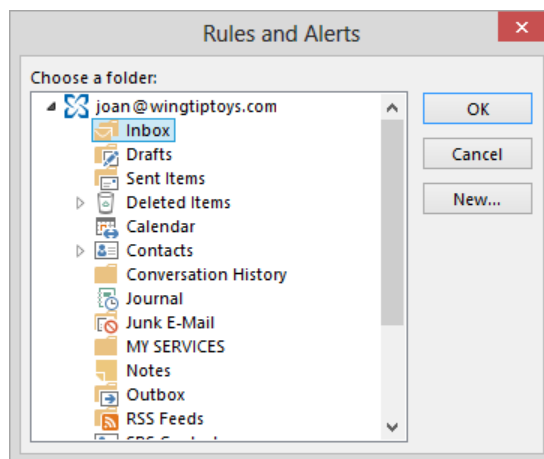 Rules and Alerts
Choose a folder:
joan@wingtiptoys.com
Inbox
Drafts
Sent Items
Deleted Items
Calendar
Contacts
Conversation History
Journal
Junk E-Mail
MY SERVICES
Notes
Outbox
RSS Feeds
OK
Cancel
New...